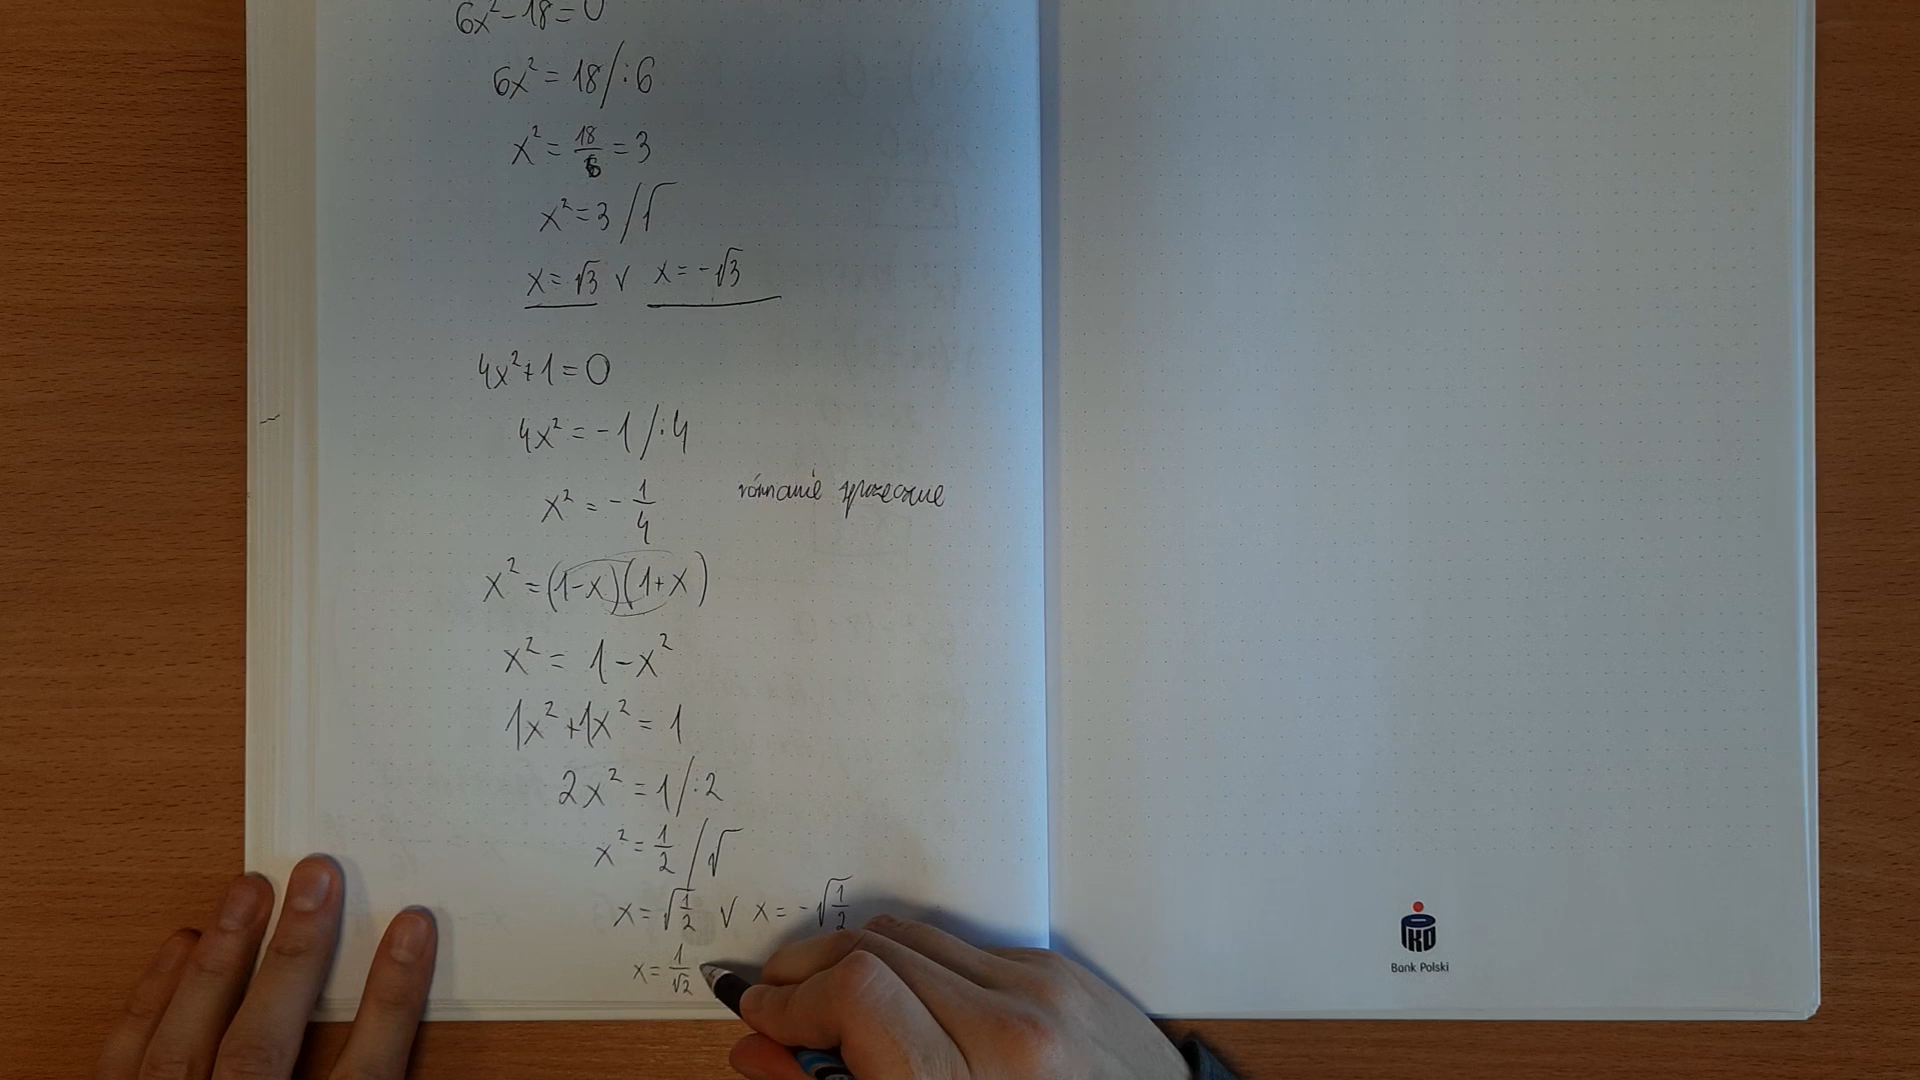 6x²-18=0
6x²=18/:6
x²=18/6=3
x²=3/√
x=√3 ∨ x=-√3
4x²+1=0
4x²=-1/:4
x²=-1/4 równanie sprzeczne
x²=(1-x)(1+x)
x²=1-x²
1x²+1x²=1
2x²=1/:2
x²=1/2/√
x=√1/2 ∨ x=-√1/2
x=1/√2
PKO
Bank Polski